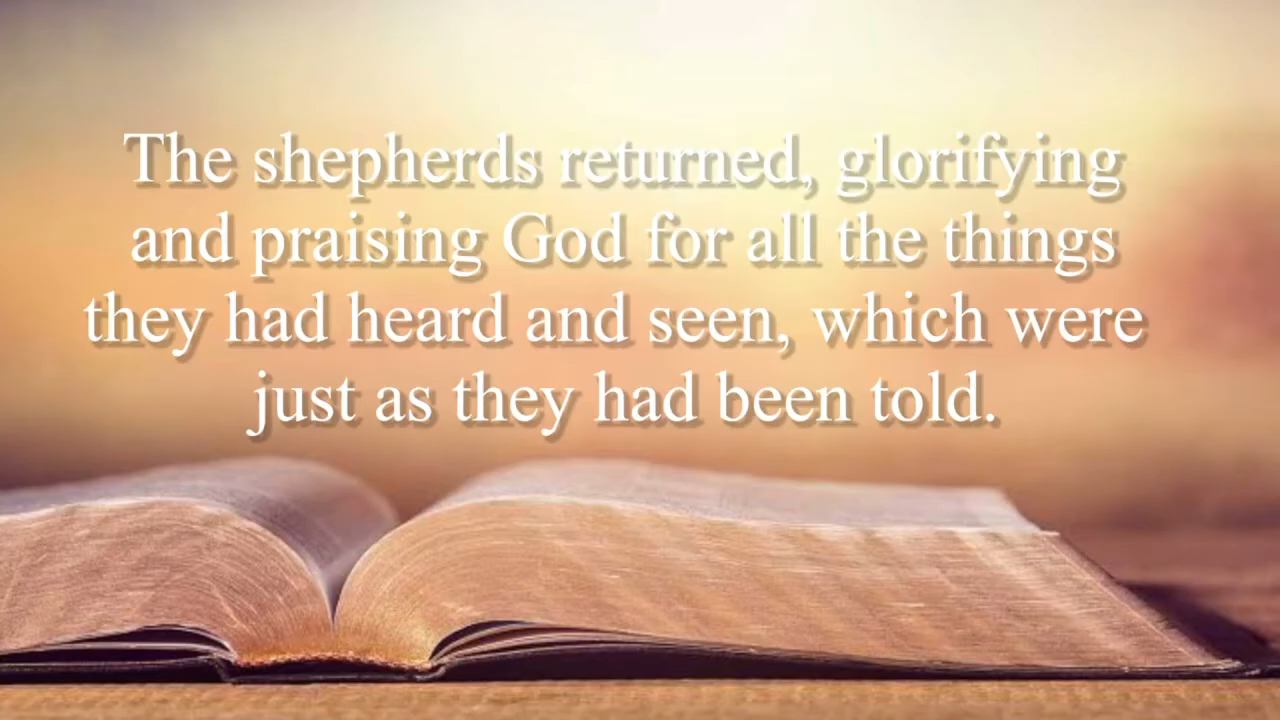 The shepherds returned, glorifying
and praising God for all the things
they had heard and seen, which were
just as they had been told.